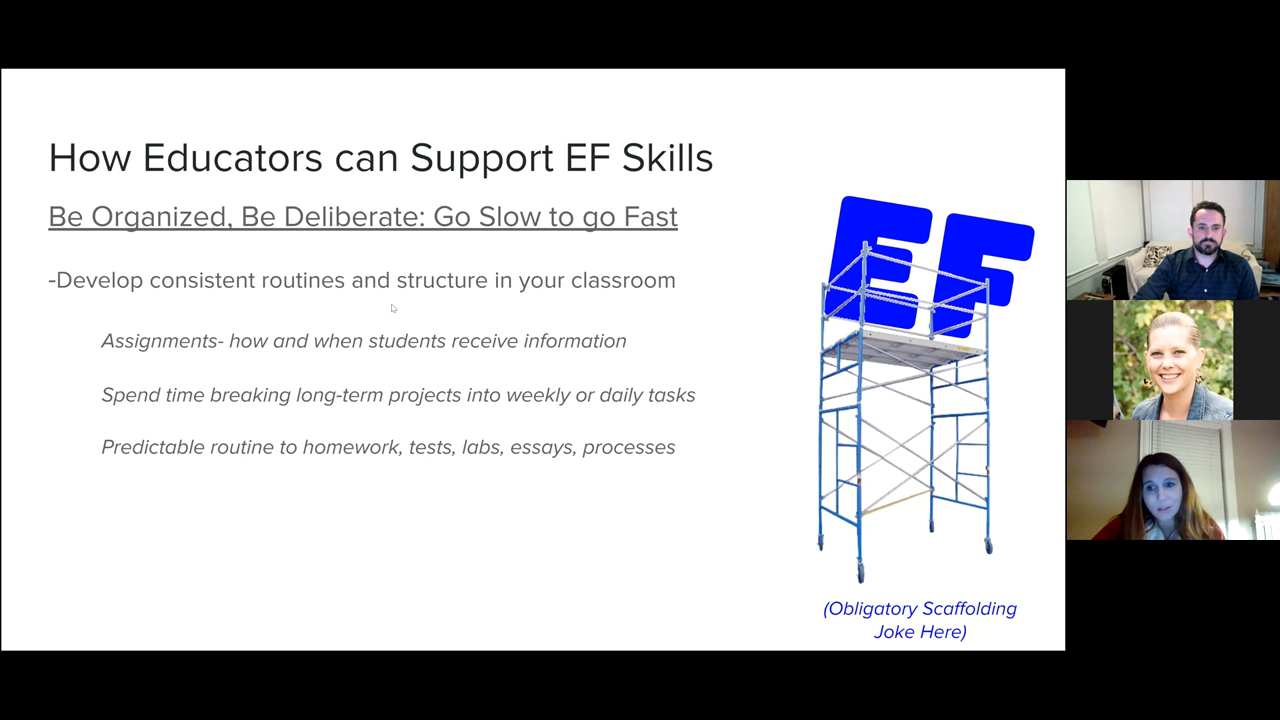 How Educators can Support EF Skills
Be Organized, Be Deliberate: Go Slow to go Fast
-Develop consistent routines and structure in your classroom
Assignments- how and when students receive information
Spend time breaking long-term projects into weekly or daily tasks
Predictable routine to homework, tests, labs, essays, processes
EF
(Obligatory Scaffolding
Joke Here)